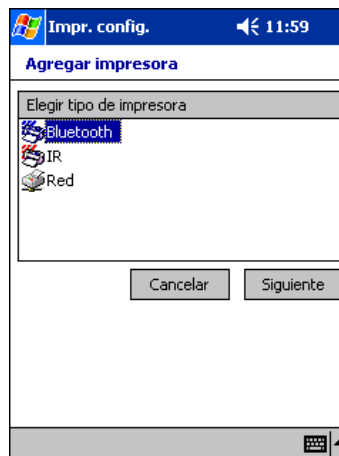 Impr. config. 11:59
Agregar impresora
Elegir tipo de impresora
Bluetooth
IR
Red
Cancelar Siguiente